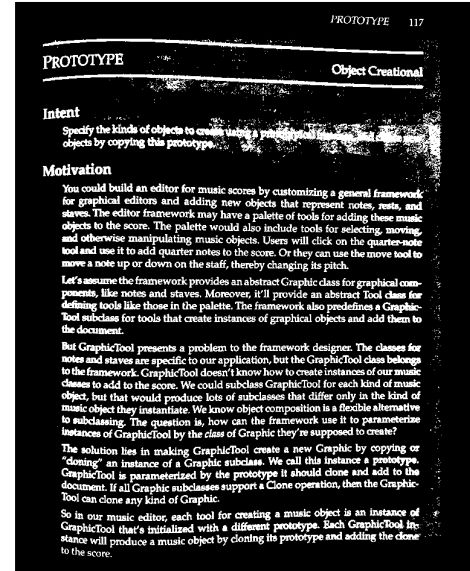 PROTOTYPE 117
PROTOTYPE Object Creational
Intent
Specify the kinds of objects to create using a prototypical
objects by copying this prototype.
Motivation
You could build an editor for music scores by customizing a general framework
for graphical editors and adding new objects that represent notes, rests, and
staves. The editor framework may have a palette of tools for adding these music
objects to the score. The palette would also include tools for selecting, moving,
and otherwise manipulating music objects. Users will click on the quarter-note
tool and use it to add quarter notes to the score. Or they can use the move tool to
move a note up or down on the staff, thereby changing its pitch.
Let's assume the framework provides an abstract Graphic class for graphical com-
ponents, like notes and staves. Moreover, it'll provide an abstract Tool class for
defining tools like those in the palette. The framework also predefines a Graphic-
Tool subclass for tools that create instances of graphical objects and add them to
the document.
But GraphicTool presents a problem to the framework designer. The classes for
notes and staves are specific to our application, but the GraphicTool class belongs
to the framework. GraphicTool doesn't know how to create instances of our music
classes to add to the score. We could subclass GraphicTool for each kind of music
object, but that would produce lots of subclasses that differ only in the kind of
music object they instantiate. We know object composition is a flexible alternative
to subclassing. The question is, how can the framework use it to parameterize
instances of GraphicTool by the class of Graphic they're supposed to create?
The solution lies in making GraphicTool create a new Graphic by copying or
"cloning" an instance of a Graphic subclass. We call this instance a prototype.
GraphicTool is parameterized by the prototype it should clone and add to the
document. If all Graphic subclasses support a Clone operation, then the Graphic-
Tool can clone any kind of Graphic.
So in our music editor, each tool for creating a music object is an instance of
GraphicTool that's initialized with a different prototype. Each GraphicTool in-
stance will produce a music object by cloning its prototype and adding the clone
to the score.